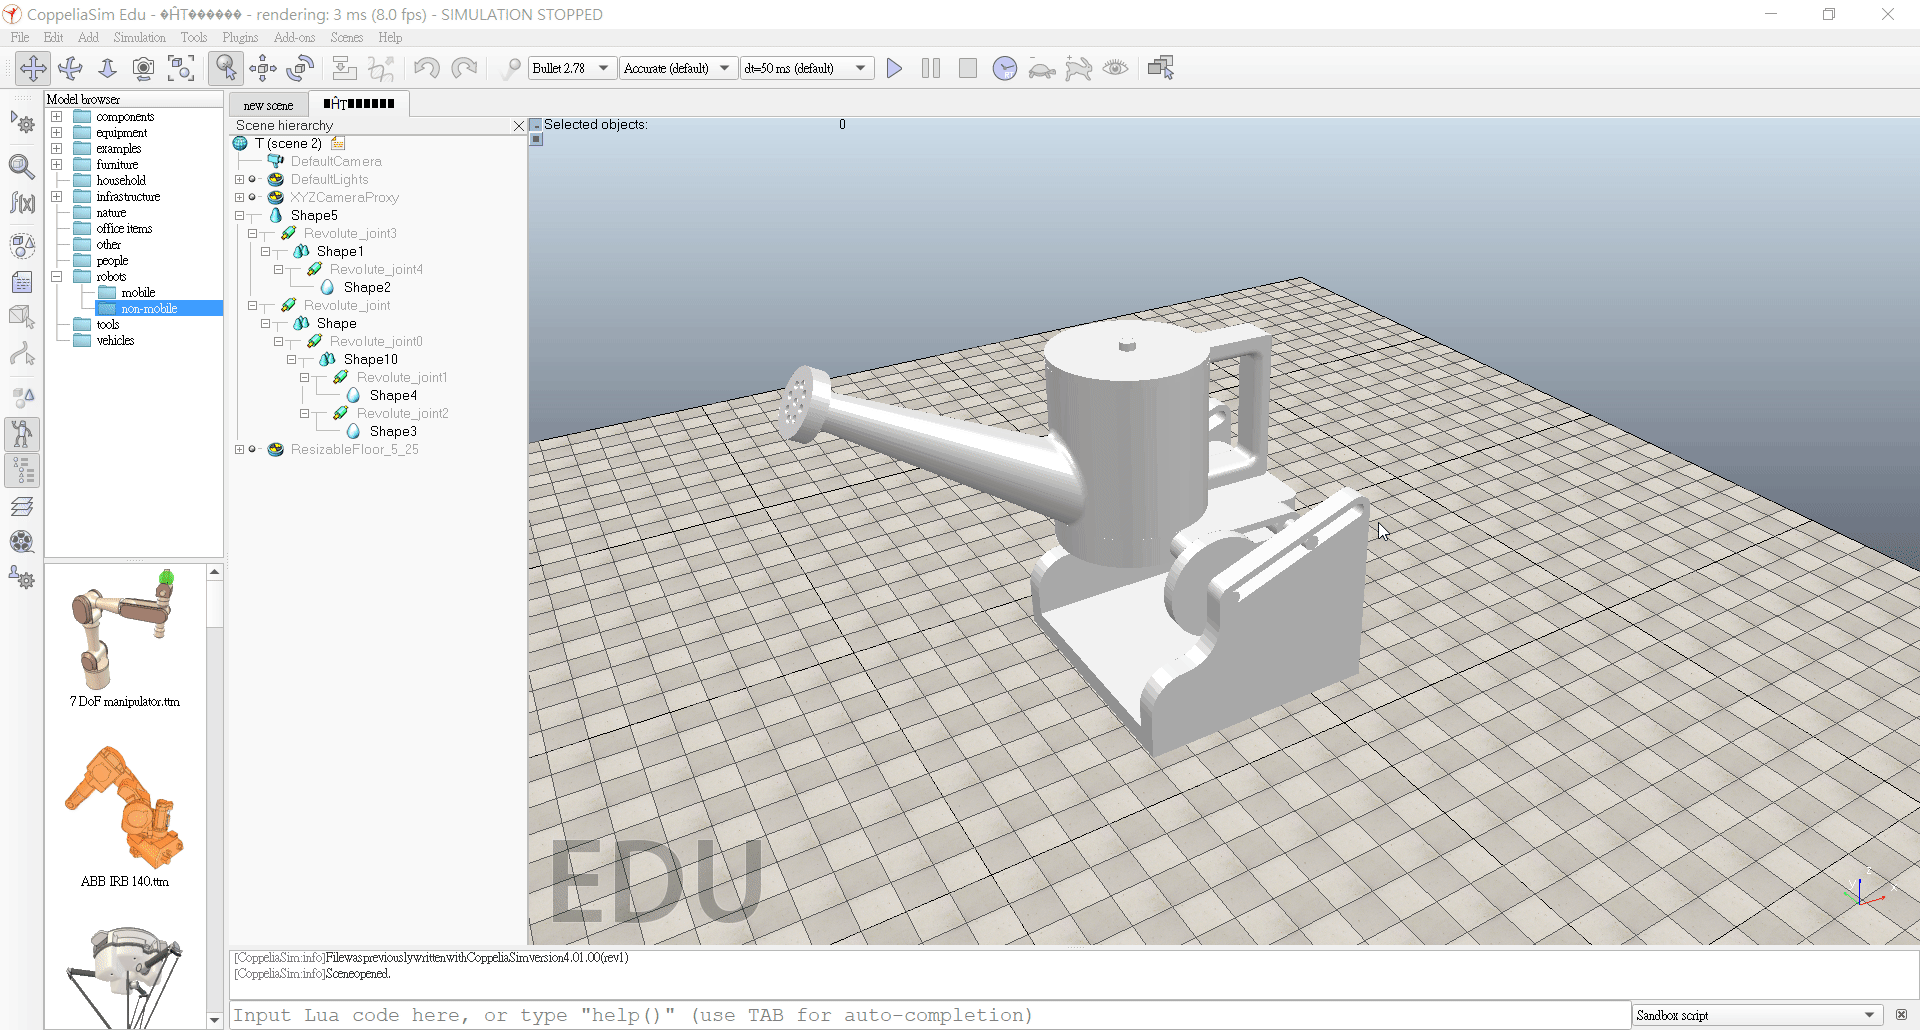 CoppeliaSim Edu - �ĤT������ - rendering: 3 ms (8.0 fps) - SIMULATION STOPPED
File Edit Add Simulation Tools Plugins Add-ons Scenes Help
Bullet 2.78 Accurate (default) dt=50 ms (default)
Model browser
components
equipment
examples
furniture
household
infrastructure
nature
office items
other
people
robots
mobile
non-mobile
tools
vehicles
7 DoF manipulator.ttm
ABB IRB 140.ttm
new scene ■ĤT■■■■■■
Scene hierarchy
T (scene 2)
DefaultCamera
DefaultLights
XYZCameraProxy
Shape5
Revolute_joint3
Shape1
Revolute_joint4
Shape2
Revolute_joint
Shape
Revolute_joint0
Shape10
Revolute_joint1
Shape4
Revolute_joint2
Shape3
ResizableFloor_5_25
Selected objects: 0
EDU
[CoppeliaSim:info]FilewaspreviouslywrittenwithCoppeliaSimversion4.01.00(rev1)
[CoppeliaSim:info]Sceneopened.
Input Lua code here, or type "help()" (use TAB for auto-completion)
Sandbox script